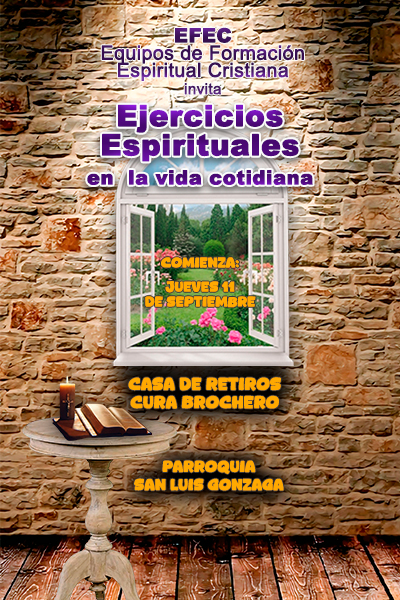 EFEC
Equipos de Formación
Espiritual Cristiana
invita
Ejercicios
Espirituales
en la vida cotidiana
COMIENZA:
JUEVES 11
DE SEPTIEMBRE
CASA DE RETIROS
CURA BROCHERO
PARROQUIA
SAN LUIS GONZAGA